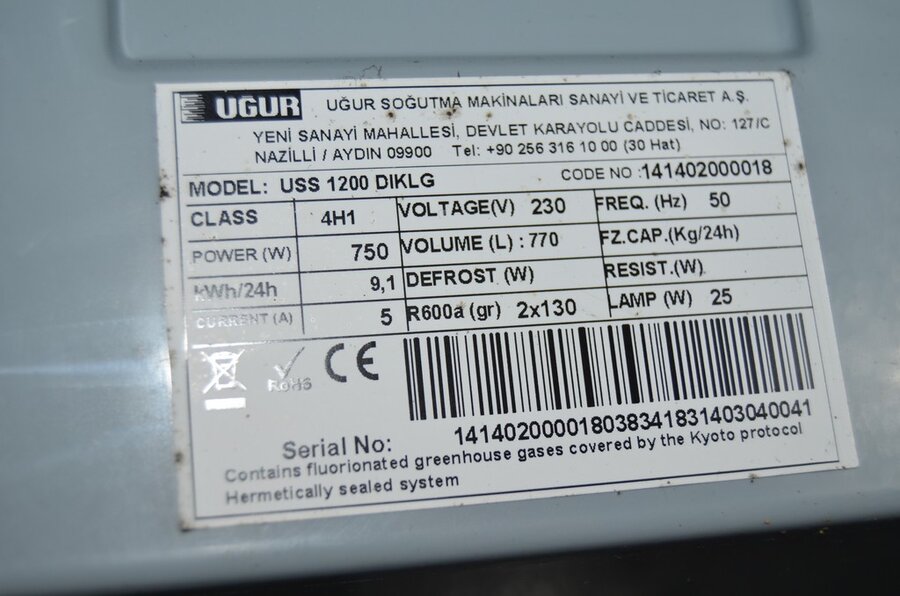 UĞUR UĞUR SOĞUTMA MAKİNALARI SANAYİ VE TİCARET A.Ş.
YENİ SANAYİ MAHALLESİ, DEVLET KARAYOLU CADDESİ, NO: 127/C
NAZİLLİ / AYDIN 09900 Tel: +90 256 316 10 00 (30 Hat)
MODEL: USS 1200 DIKLG CODE NO :141402000018
CLASS 4H1 VOLTAGE(V) 230 FREQ. (Hz) 50
POWER (W) 750 VOLUME (L) : 770 FZ.CAP.(Kg/24h)
kWh/24h 9,1 DEFROST (W) RESIST.(W)
CURRENT (A) 5 R600a (gr) 2x130 LAMP (W) 25
RoHS CE
Serial No: 1414020000180383418314030400​41
Contains fluorionated greenhouse gases covered by the Kyoto protocol
Hermetically sealed system